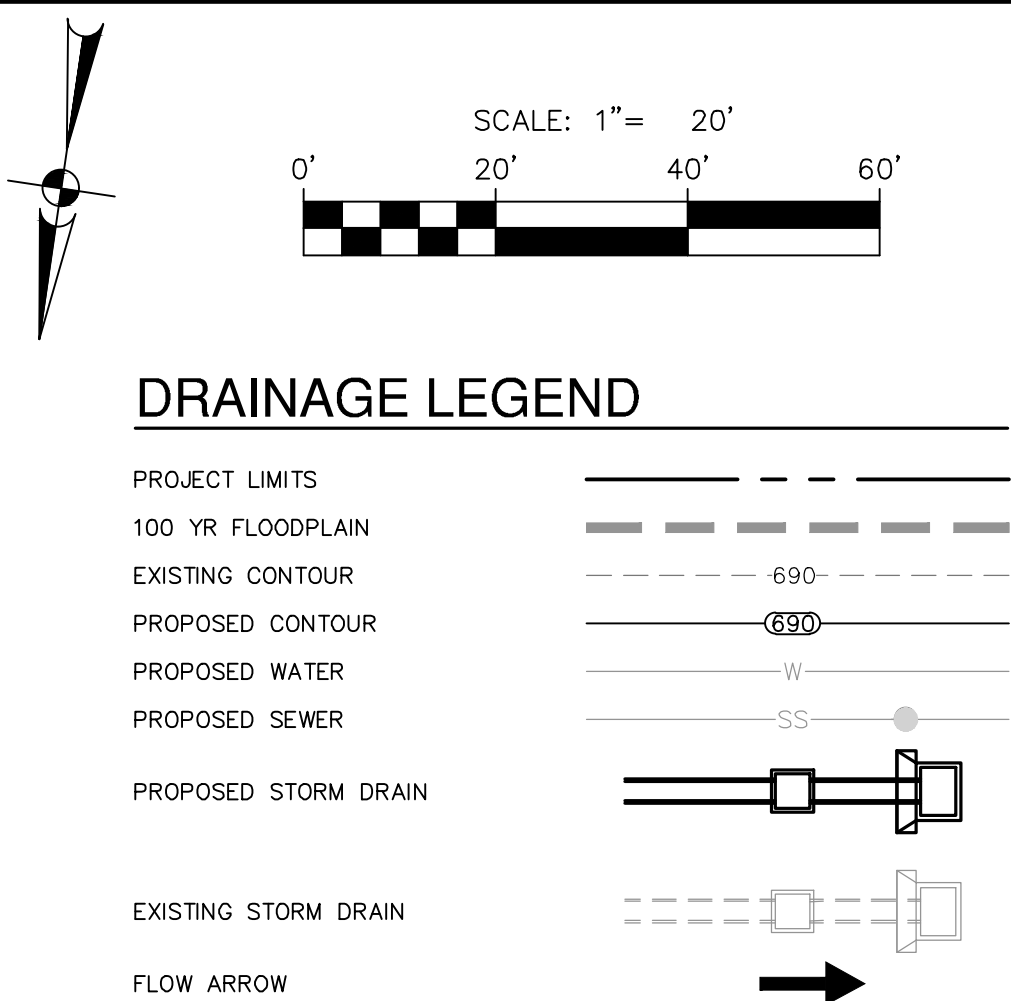 SCALE: 1"= 20'
0' 20' 40' 60'
DRAINAGE LEGEND
PROJECT LIMITS
100 YR FLOODPLAIN
EXISTING CONTOUR 690
PROPOSED CONTOUR 690
PROPOSED WATER W
PROPOSED SEWER SS
PROPOSED STORM DRAIN
EXISTING STORM DRAIN
FLOW ARROW